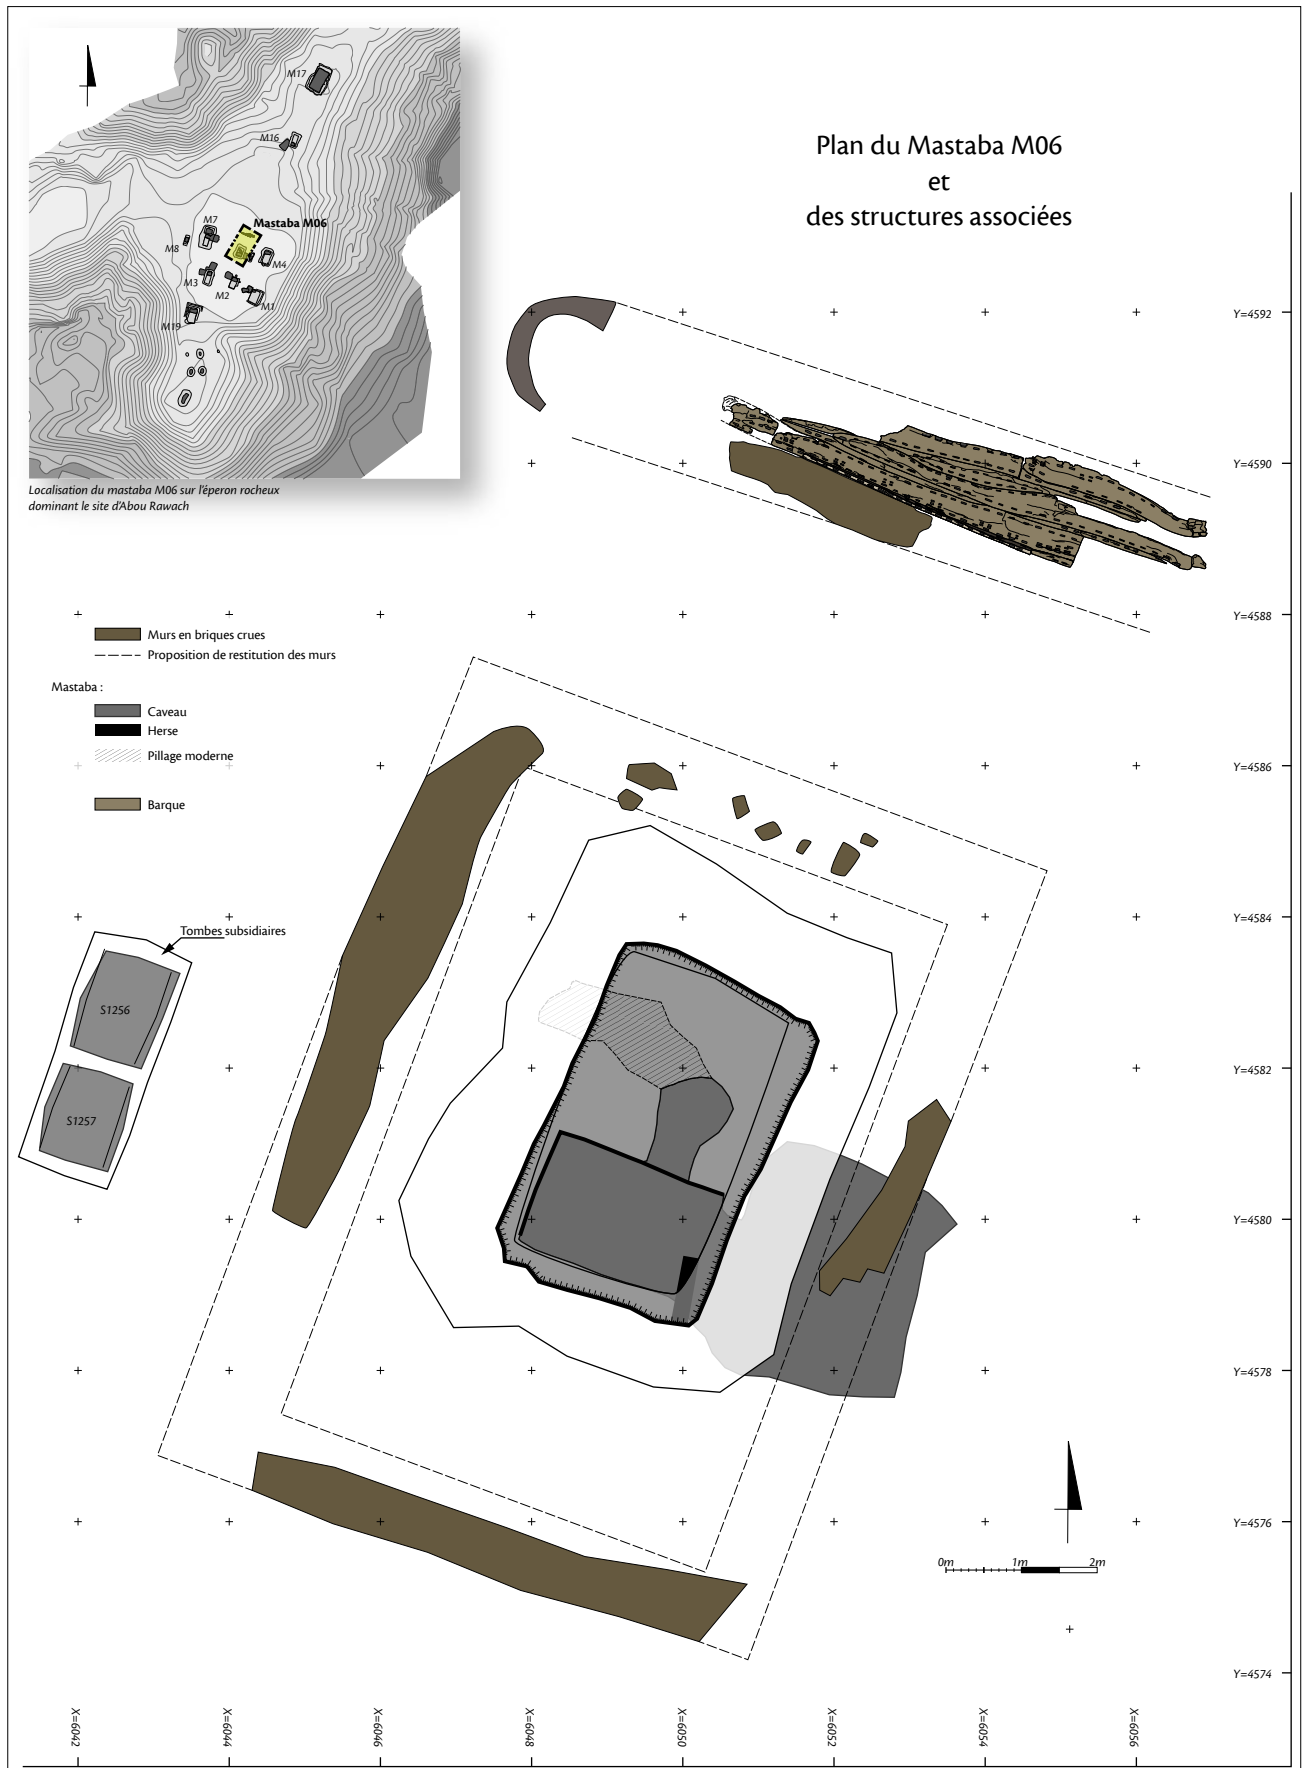 Plan du Mastaba M06
et
des structures associées
M17
M16
Mastaba M06
M7
M8
M4
M3
M2
M1
M19
Localisation du mastaba M06 sur l'éperon rocheux
dominant le site d'Abou Rawach
Murs en briques crues
Proposition de restitution des murs
Mastaba :
Caveau
Herse
Pillage moderne
Barque
Tombes subsidiaires
S1256
S1257
Y=4592
Y=4590
Y=4588
Y=4586
Y=4584
Y=4582
Y=4580
Y=4578
Y=4576
Y=4574
0m 1m 2m
X=6042
X=6044
X=6046
X=6048
X=6050
X=6052
X=6054
X=6056